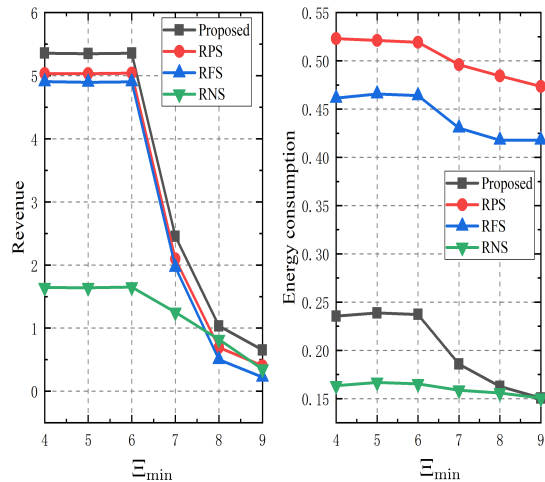 6
5
4
3
2
1
0
Revenue
4 5 6 7 8 9
Ξmin
Proposed
RPS
RFS
RNS
0.55
0.50
0.45
0.40
0.35
0.30
0.25
0.20
0.15
Energy consumption
4 5 6 7 8 9
Ξmin
Proposed
RPS
RFS
RNS